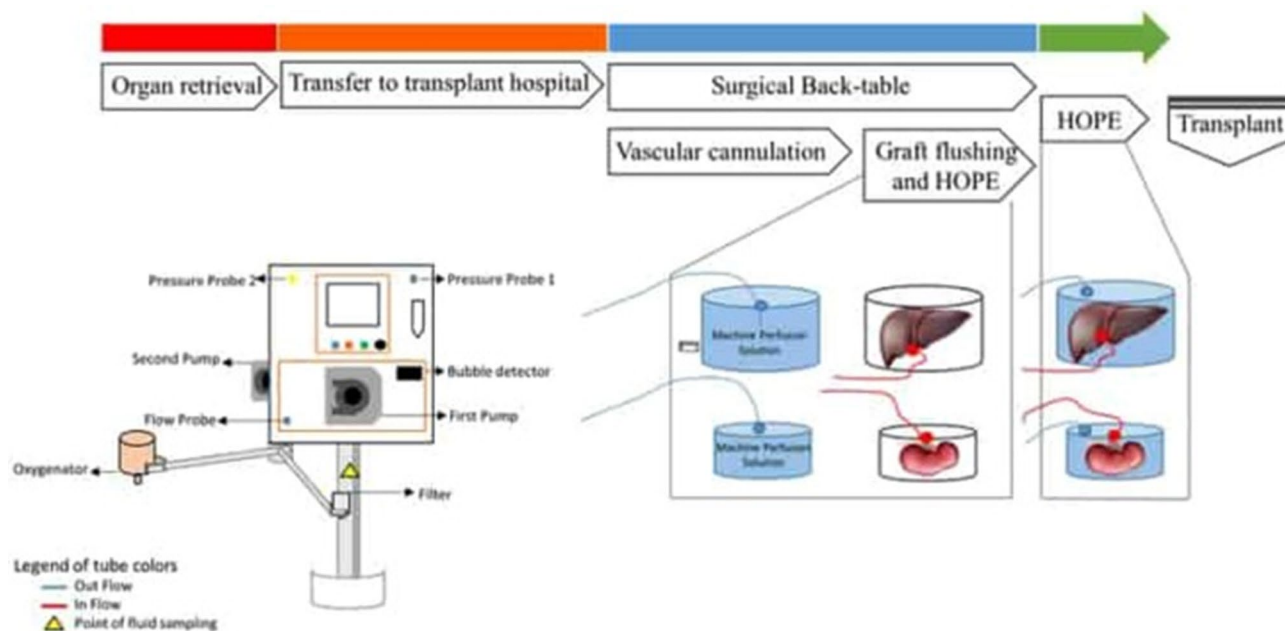 Organ retrieval
Transfer to transplant hospital
Surgical Back-table
HOPE
Transplant
Vascular cannulation
Graft flushing
and HOPE
Pressure Probe 2
Pressure Probe 1
Second Pump
Bubble detector
Flow Probe
First Pump
Oxygenator
Filter
Machine Perfusion
Solution
Machine Perfusion
Solution
Legend of tube colors
Out Flow
In Flow
Point of fluid sampling